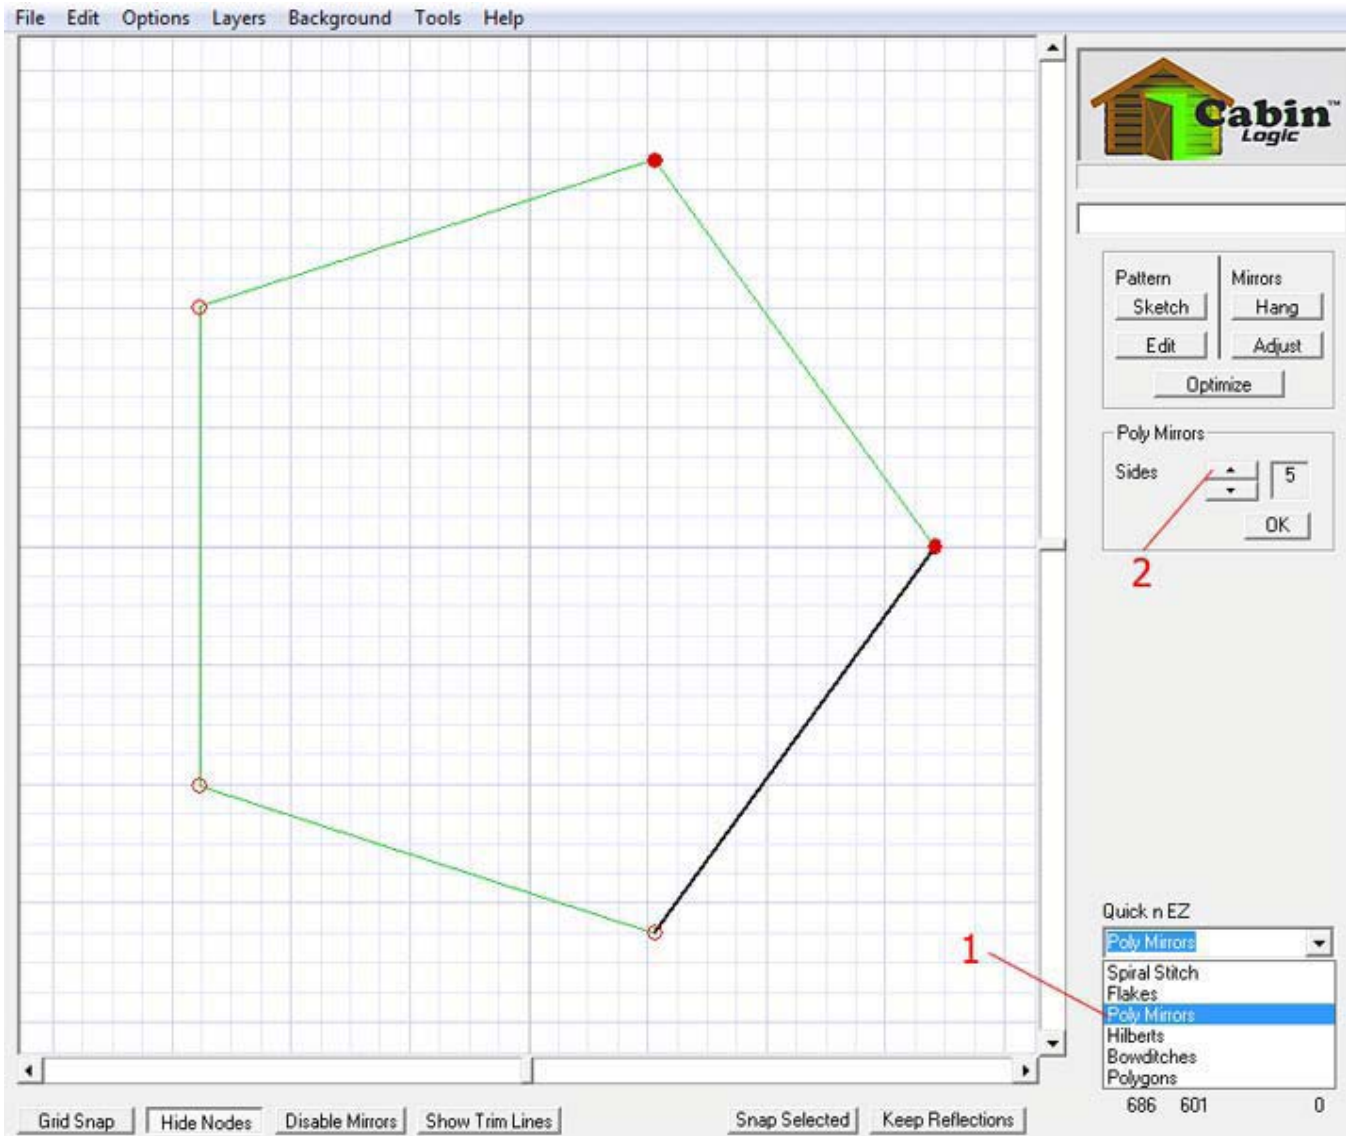 File Edit Options Layers Background Tools Help
Cabin™
Logic
Pattern Mirrors
Sketch Hang
Edit Adjust
Optimize
Poly Mirrors
Sides 5
OK
2
Quick n EZ
1
Poly Mirrors
Spiral Stitch
Flakes
Poly Mirrors
Hilberts
Bowditches
Polygons
686 601 0
Grid Snap Hide Nodes Disable Mirrors Show Trim Lines Snap Selected Keep Reflections